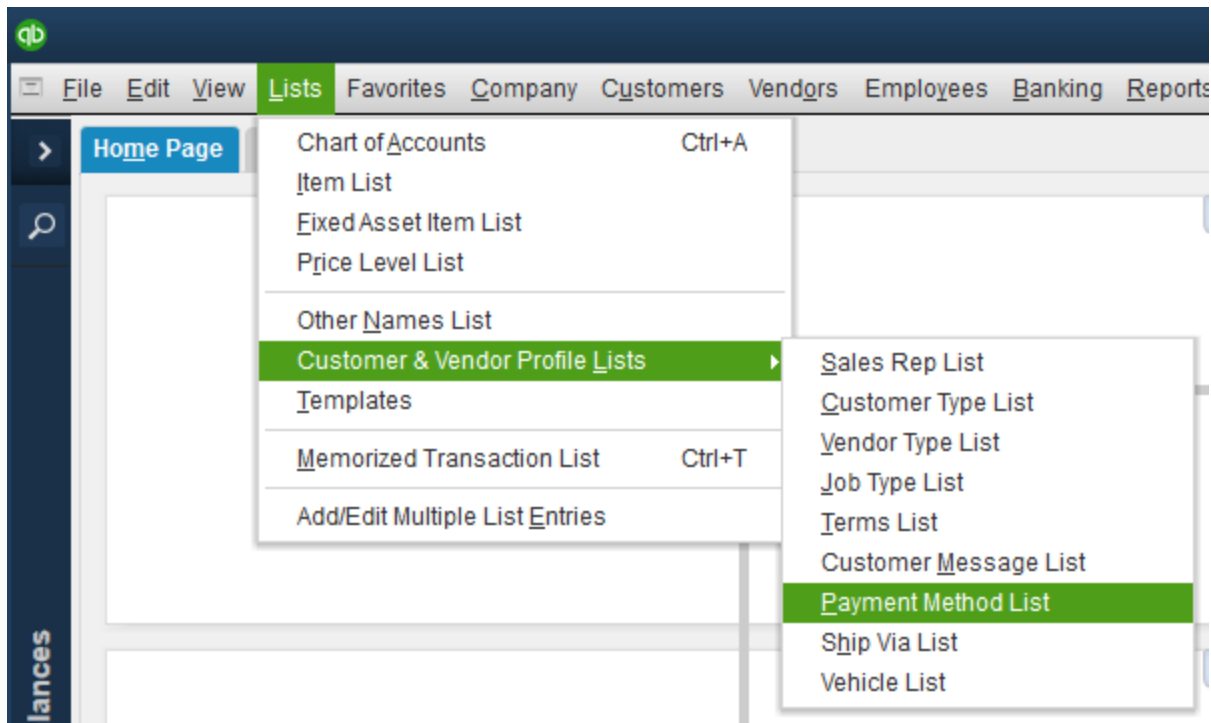 qb
File Edit View Lists Favorites Company Customers Vendors Employees Banking Reports
Home Page
Chart of Accounts Ctrl+A
Item List
Fixed Asset Item List
Price Level List
Other Names List
Customer & Vendor Profile Lists
Templates
Memorized Transaction List Ctrl+T
Add/Edit Multiple List Entries
Sales Rep List
Customer Type List
Vendor Type List
Job Type List
Terms List
Customer Message List
Payment Method List
Ship Via List
Vehicle List